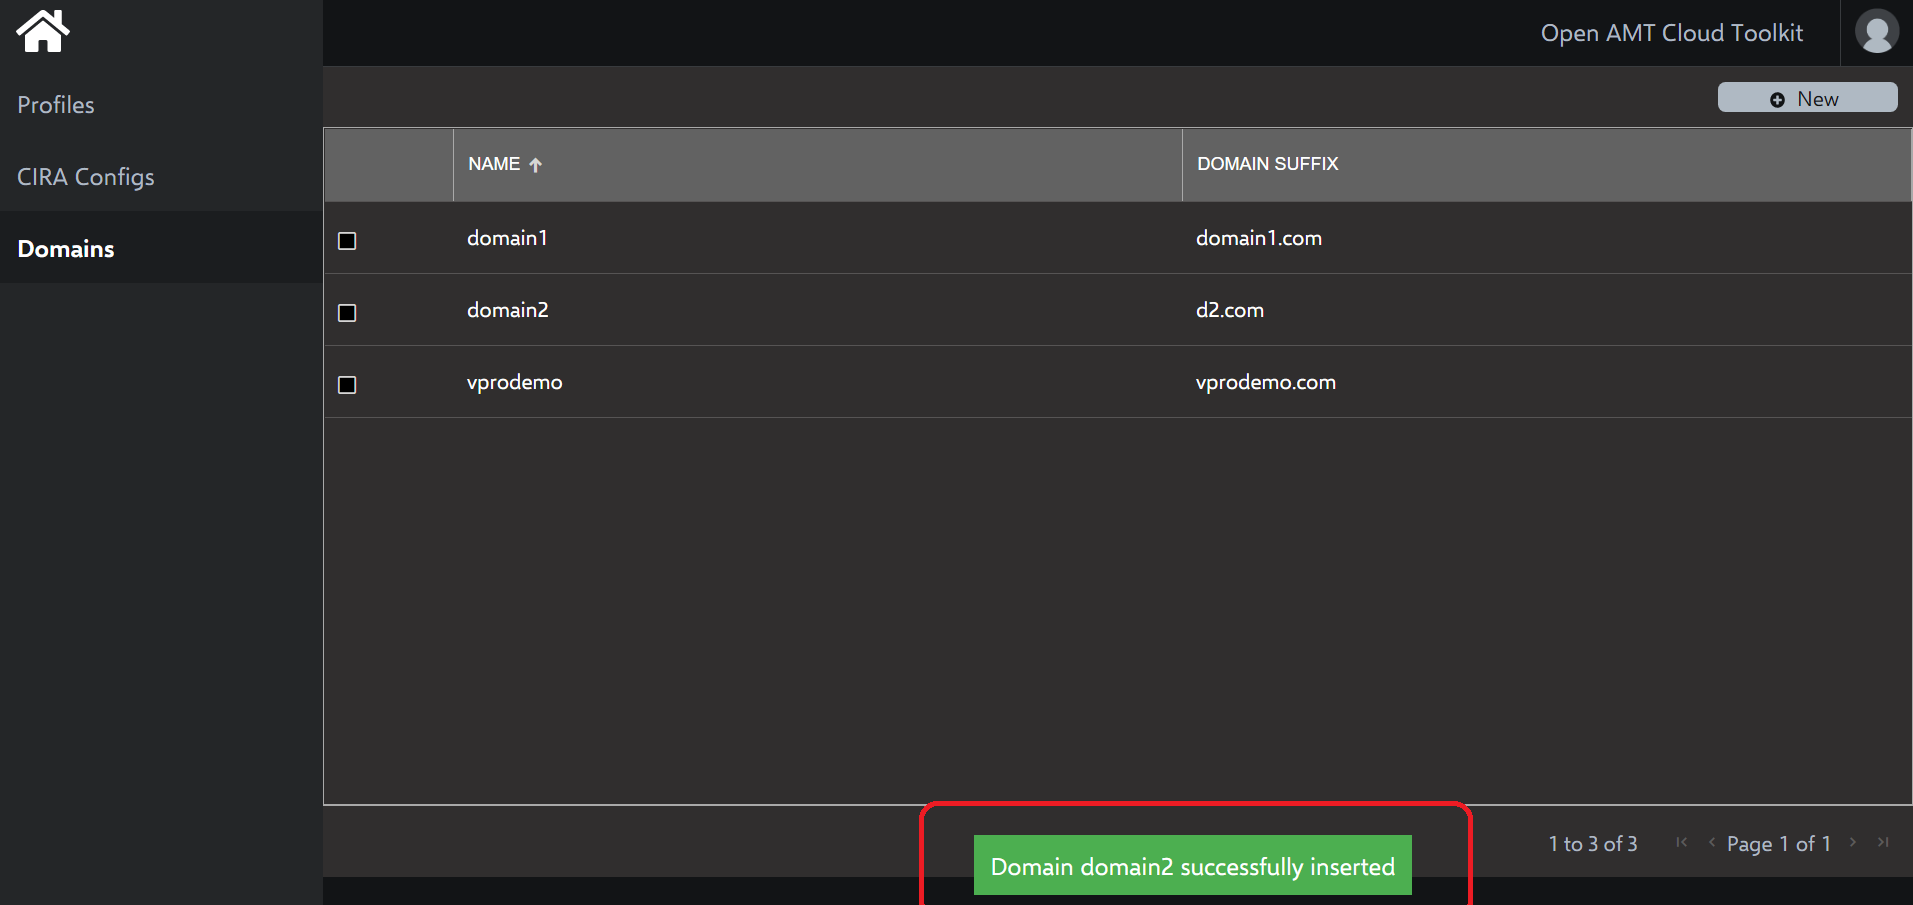 Open AMT Cloud Toolkit
Profiles
CIRA Configs
Domains
New
NAME DOMAIN SUFFIX
domain1 domain1.com
domain2 d2.com
vprodemo vprodemo.com
1 to 3 of 3 Page 1 of 1
Domain domain2 successfully inserted